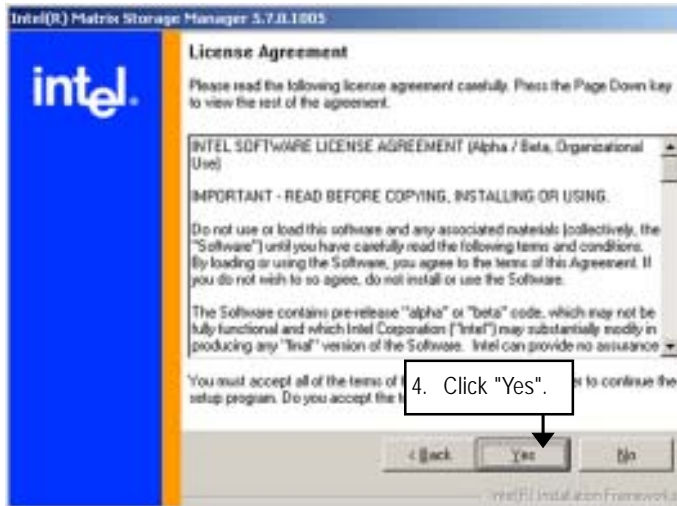 Intel(R) Matrix Storage Manager 5.7.0.1005
intel.
License Agreement
Please read the following license agreement carefully. Press the Page Down key
to view the rest of the agreement.
INTEL SOFTWARE LICENSE AGREEMENT (Alpha / Beta, Organizational
Use)
IMPORTANT - READ BEFORE COPYING, INSTALLING OR USING.
Do not use or load this software and any associated materials (collectively, the
"Software") until you have carefully read the following terms and conditions.
By loading or using the Software, you agree to the terms of this Agreement. If
you do not wish to so agree, do not install or use the Software.
The Software contains pre-release "alpha" or "beta" code, which may not be
fully functional and which Intel Corporation ("Intel") may substantially modify in
producing any "final" version of the Software. Intel can provide no assurance
You must accept all of the terms of
er to continue the
setup program. Do you accept the
4. Click "Yes".
< Back
Yes
No
Intel(R) Installation Framework